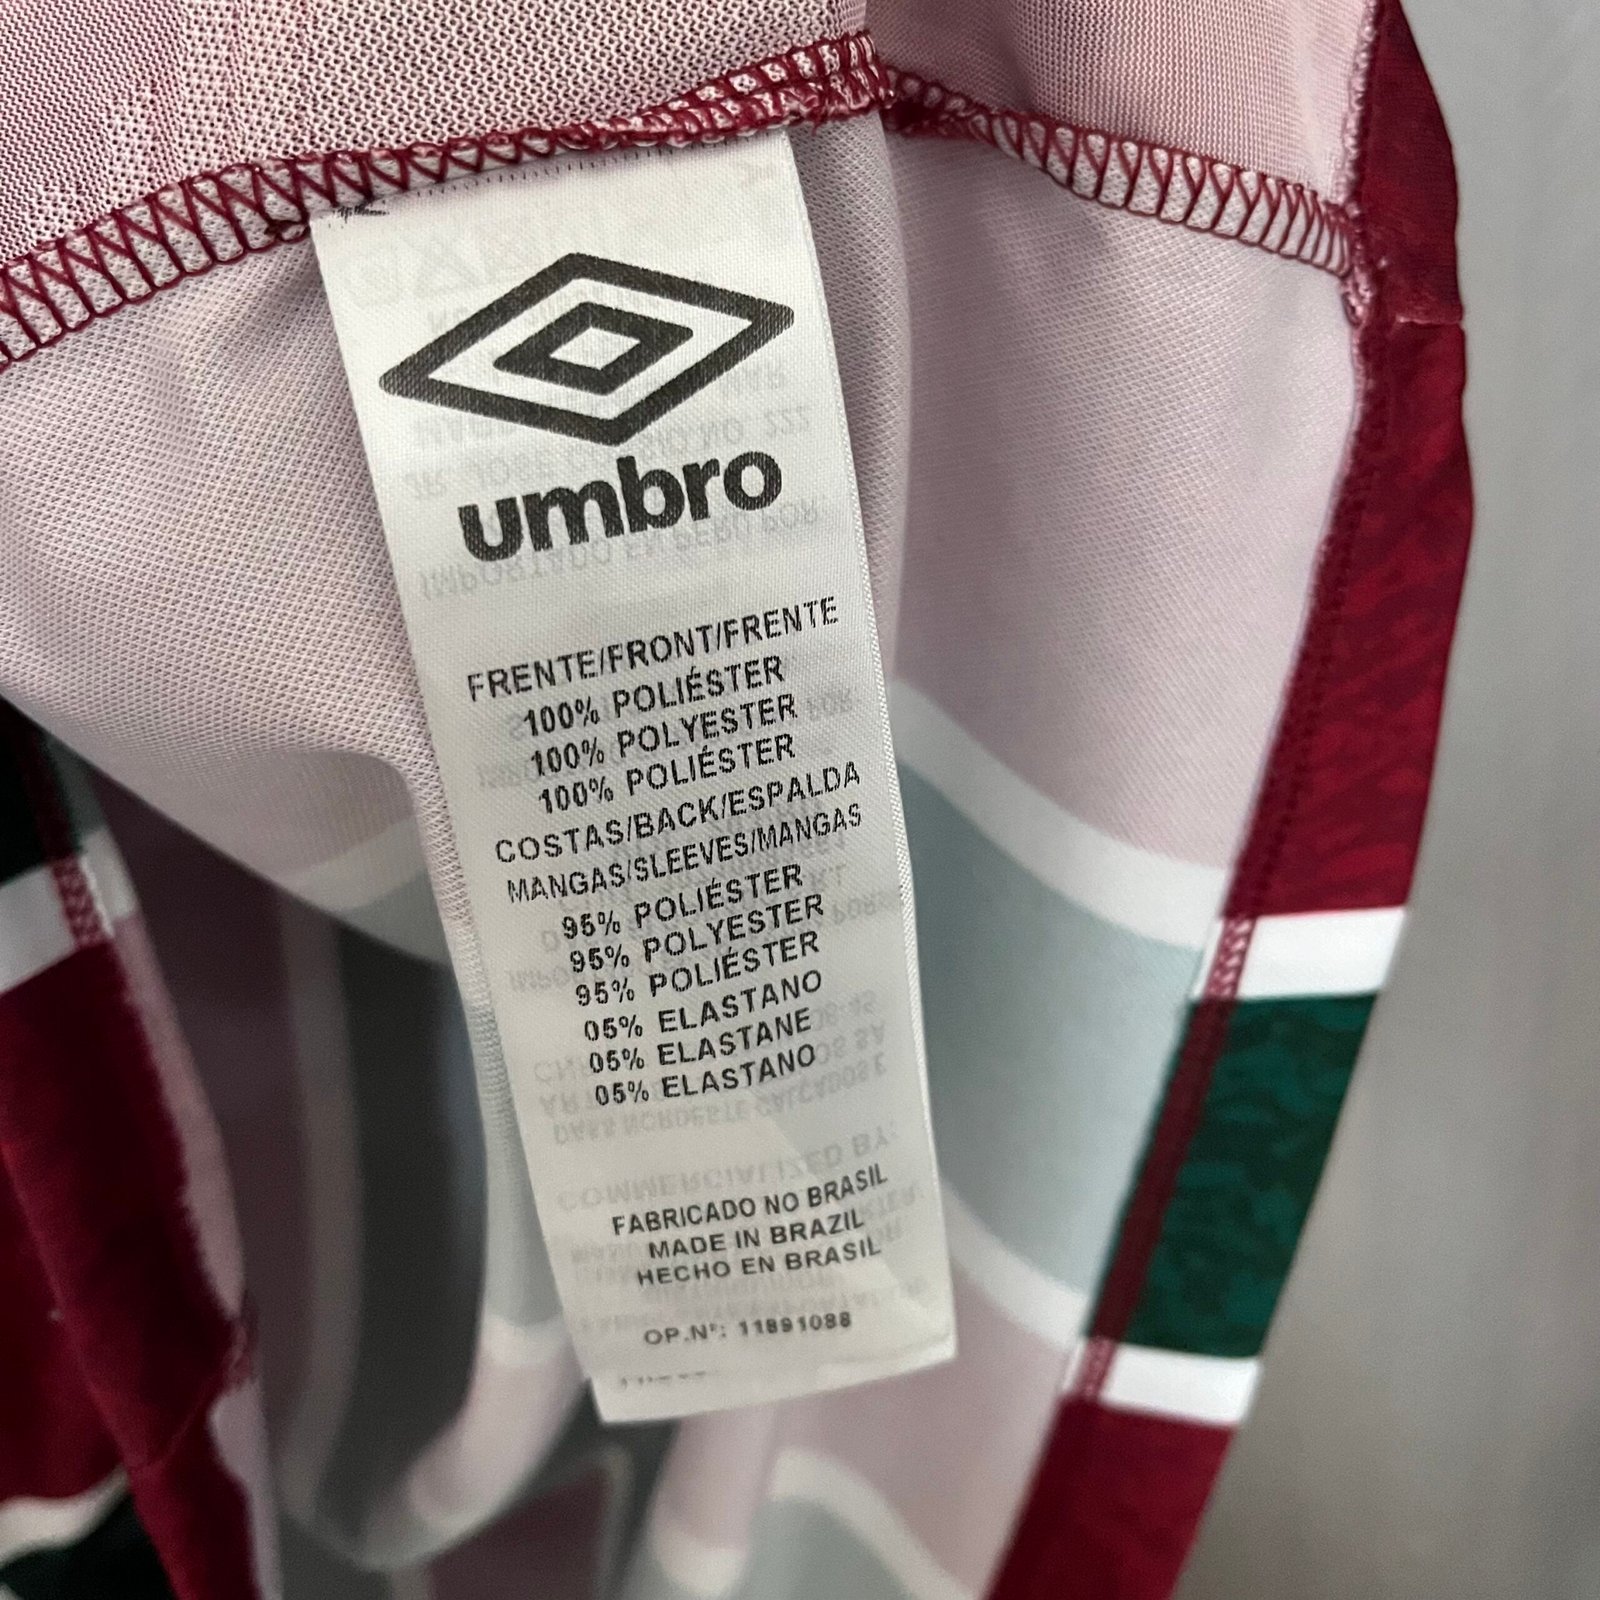 umbro
FRENTE/FRONT/FRENTE
100% POLIÉSTER
100% POLYESTER
100% POLIÉSTER
COSTAS/BACK/ESPALDA
MANGAS/SLEEVES/MANGAS
95% POLIÉSTER
95% POLYESTER
95% POLIÉSTER
05% ELASTANO
05% ELASTANE
05% ELASTANO
FABRICADO NO BRASIL
MADE IN BRAZIL
HECHO EN BRASIL
OP.Nº: 11891088